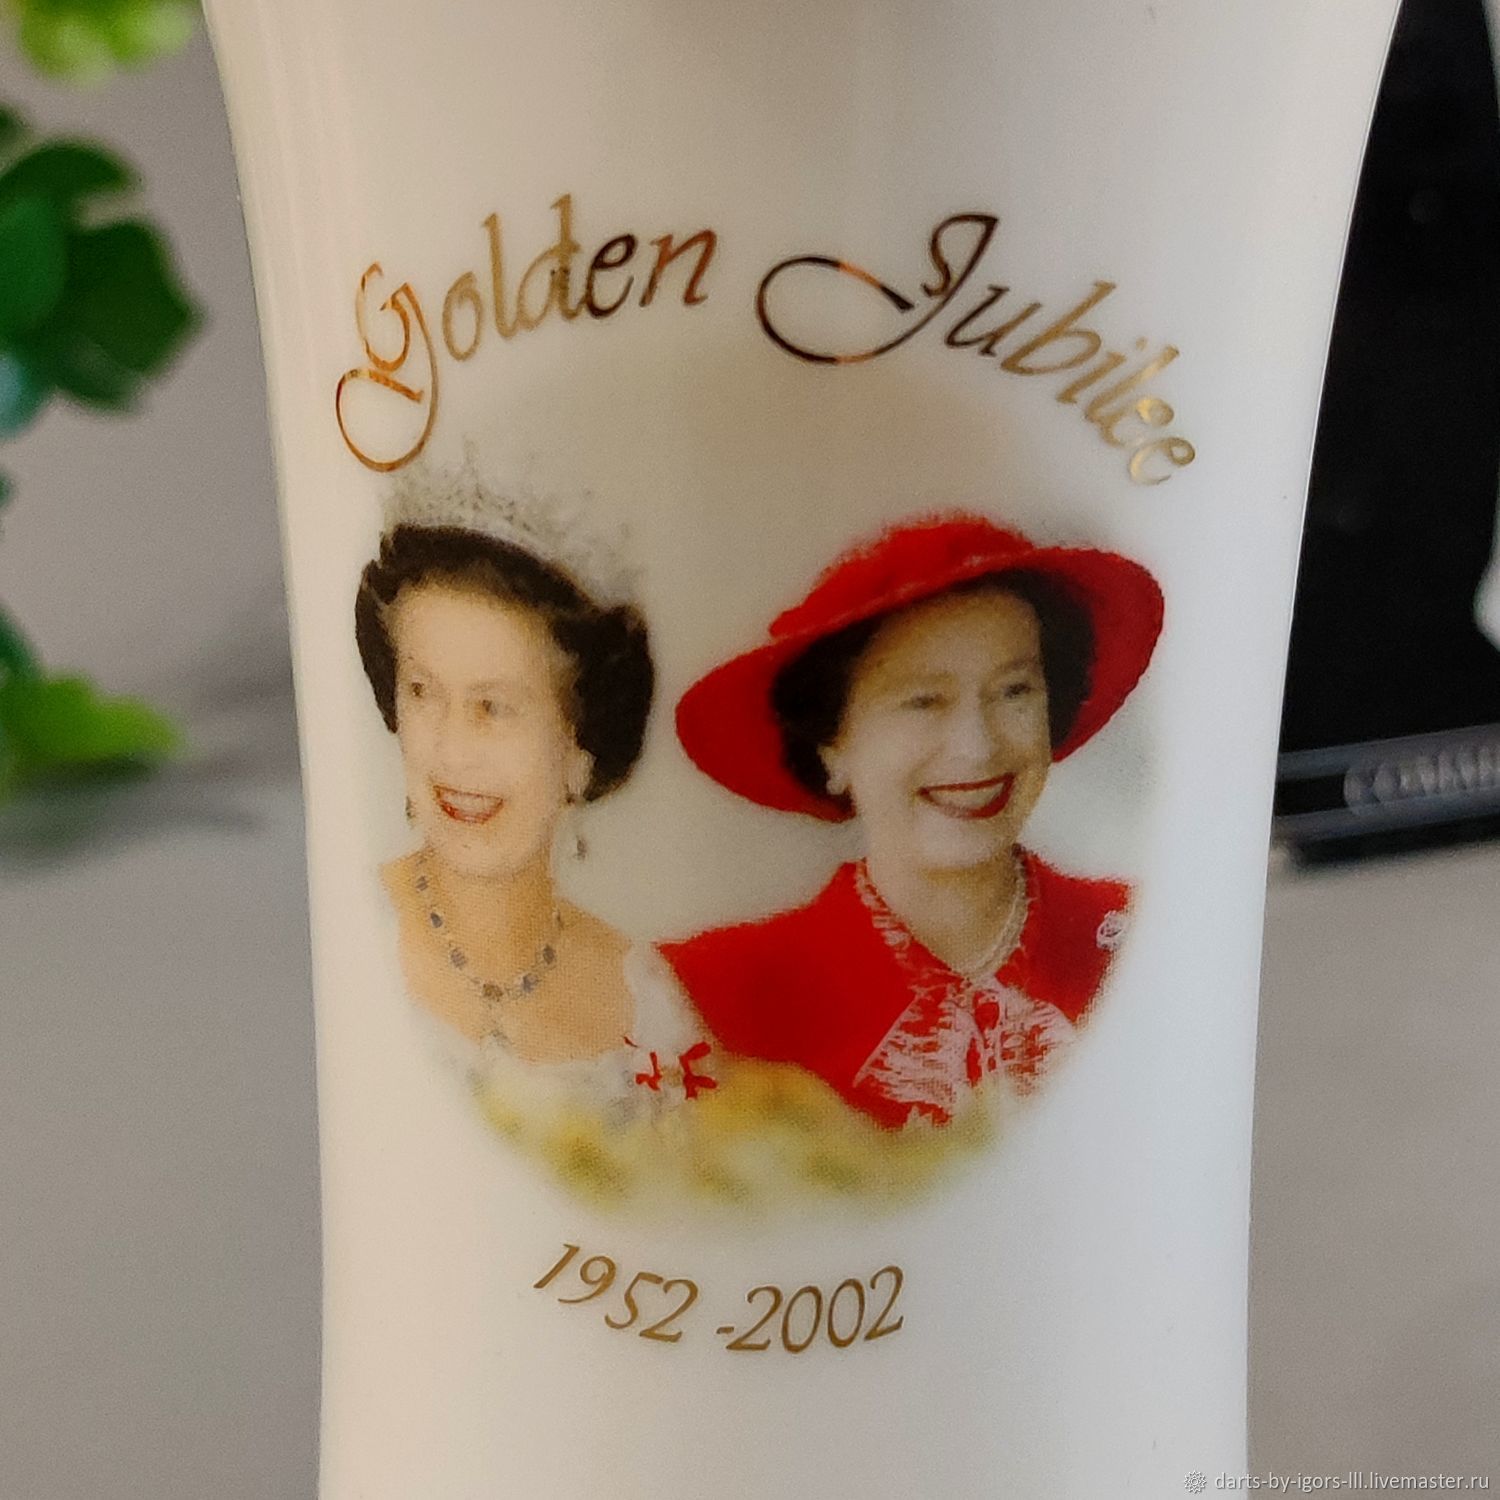 Golden Jubilee
1952-2002
darts-by-igors-lll.livemaster.ru